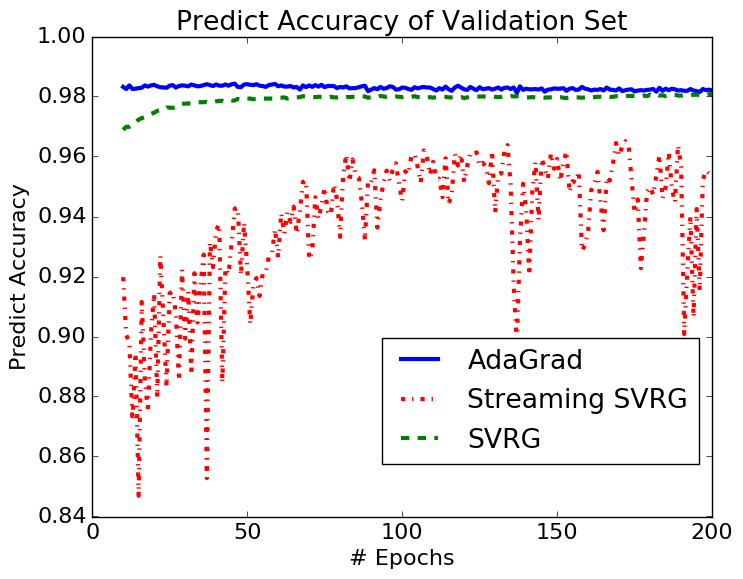 Predict Accuracy of Validation Set
1.00
0.98
0.96
0.94
0.92
0.90
0.88
0.86
0.84
Predict Accuracy
AdaGrad
Streaming SVRG
SVRG
0 50 100 150 200
# Epochs